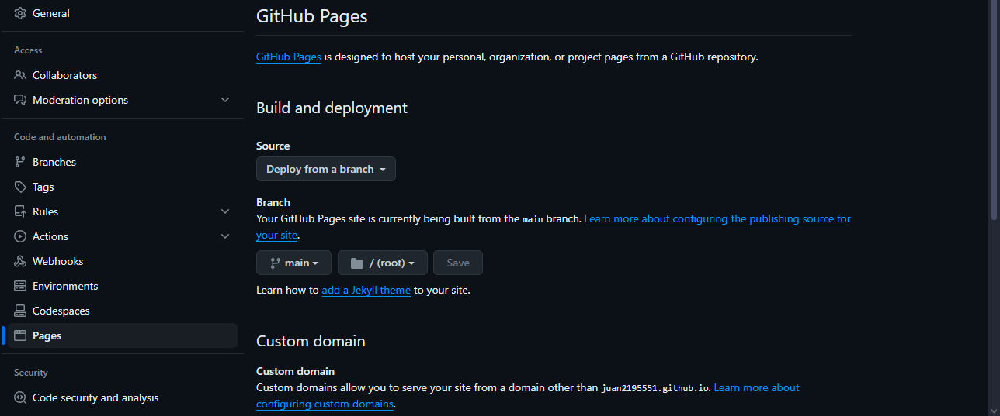 General
Access
Collaborators
Moderation options
Code and automation
Branches
Tags
Rules
Actions
Webhooks
Environments
Codespaces
Pages
Security
Code security and analysis
GitHub Pages
GitHub Pages is designed to host your personal, organization, or project pages from a GitHub repository.
Build and deployment
Source
Deploy from a branch
Branch
Your GitHub Pages site is currently being built from the main branch. Learn more about configuring the publishing source for
your site.
main / (root) Save
Learn how to add a Jekyll theme to your site.
Custom domain
Custom domain
Custom domains allow you to serve your site from a domain other than juan2195551.github.io. Learn more about
configuring custom domains.